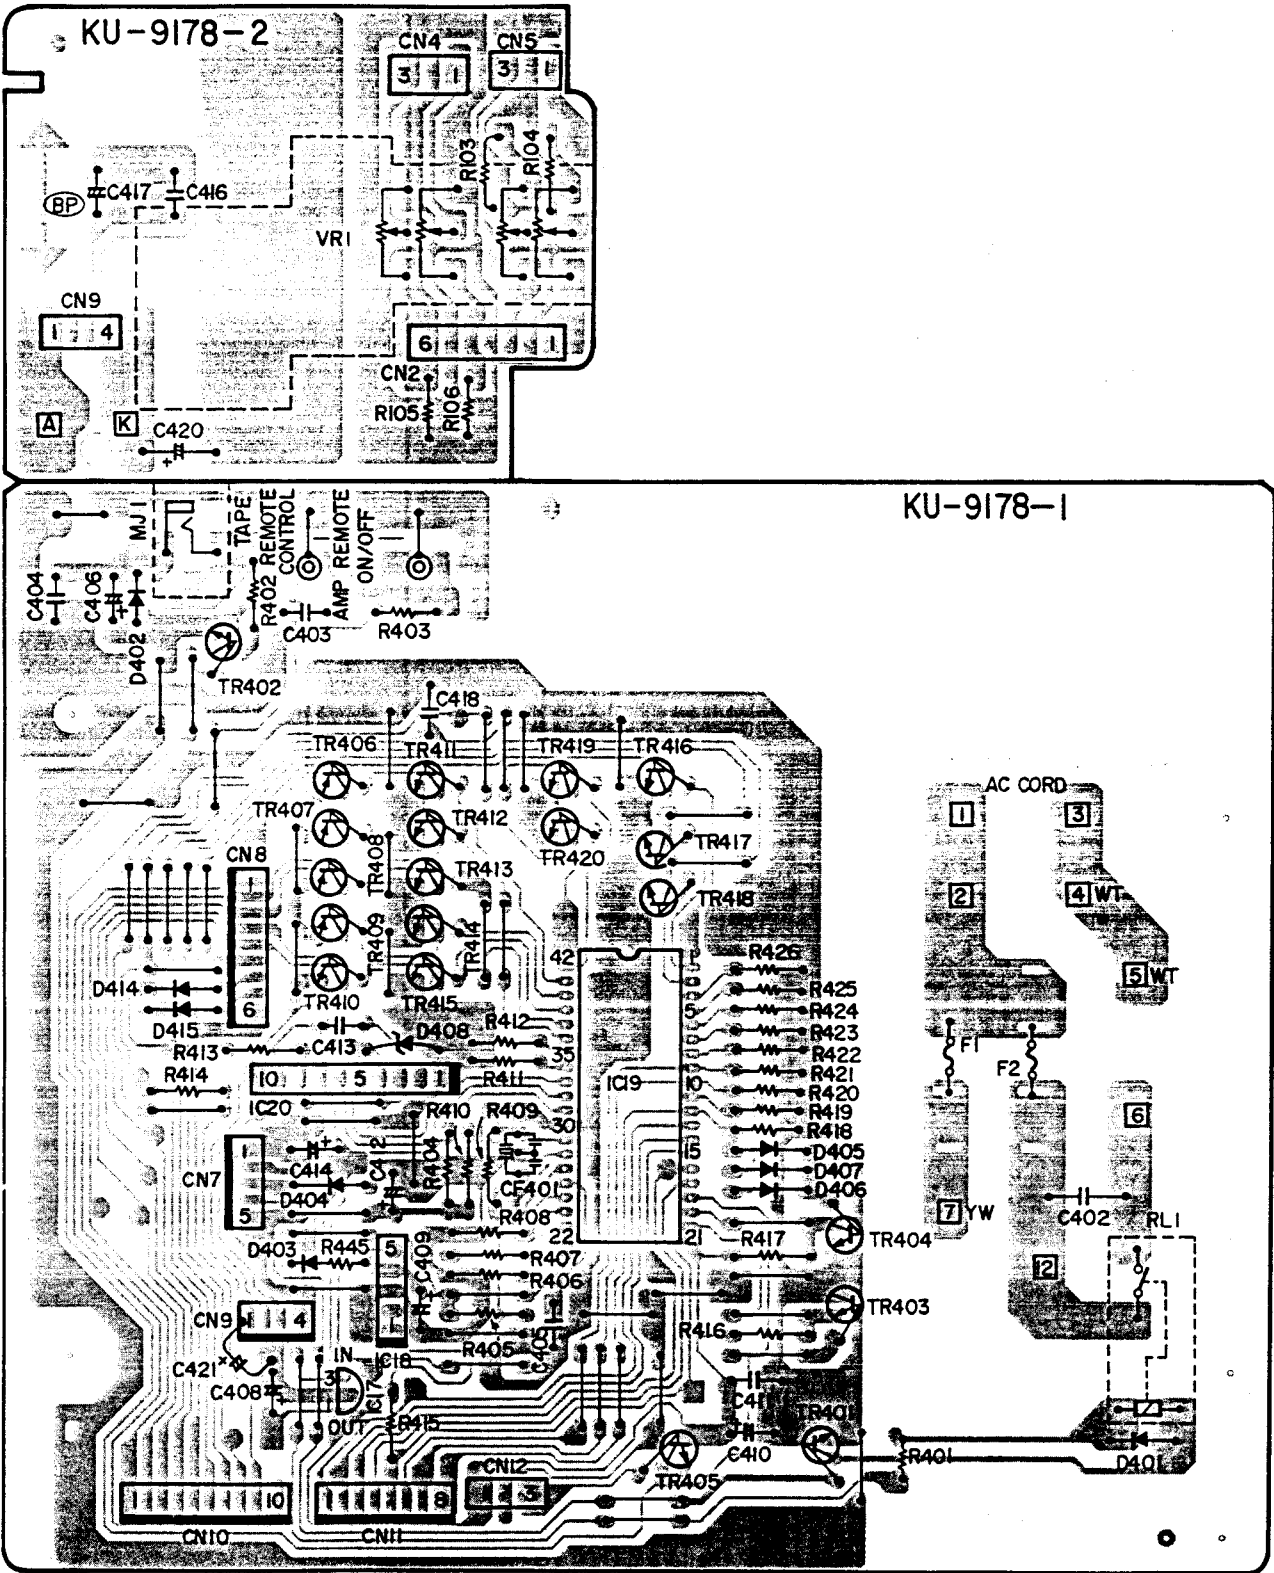 KU-9178-2
CN4
CN5
3 1
3 1
R103
R104
BP
C417
C416
VR1
CN9
1 4
6 1
CN2
R105
R106
A
K
C420
+
KU-9178-1
MJ1
TAPE
REMOTE CONTROL
AMP REMOTE
ON/OFF
C404
C406
+
D402
R402
C403
R403
TR402
C418
TR406
TR411
TR419
TR416
TR407
TR412
TR417
TR408
TR420
CN8
TR413
TR418
1
TR409
TR414
42
R426
D414
TR410
TR415
R425
6
5
R424
D415
C413
D408
R412
R423
R413
35
R422
R414
10 5 1
R411
IC19
10
R421
R420
IC20
R410
R409
R419
30
R418
CN7
1
C414
+
C412
R404
15
D405
D407
D404
CF401
D406
5
R408
22
21
R417
TR404
D403
R445
5
C409
R407
R406
TR403
CN9
1 4
+
R405
C405
R416
1
C421
IN
IC18
C408
3
IC17
C411
+
OUT
R415
TR401
C410
TR405
R401
D401
CN12
3
1 10
1 8
CN10
CN11
AC CORD
1
3
2
4 WT
5 WT
F1
F2
6
7 YW
C402
RL1
12